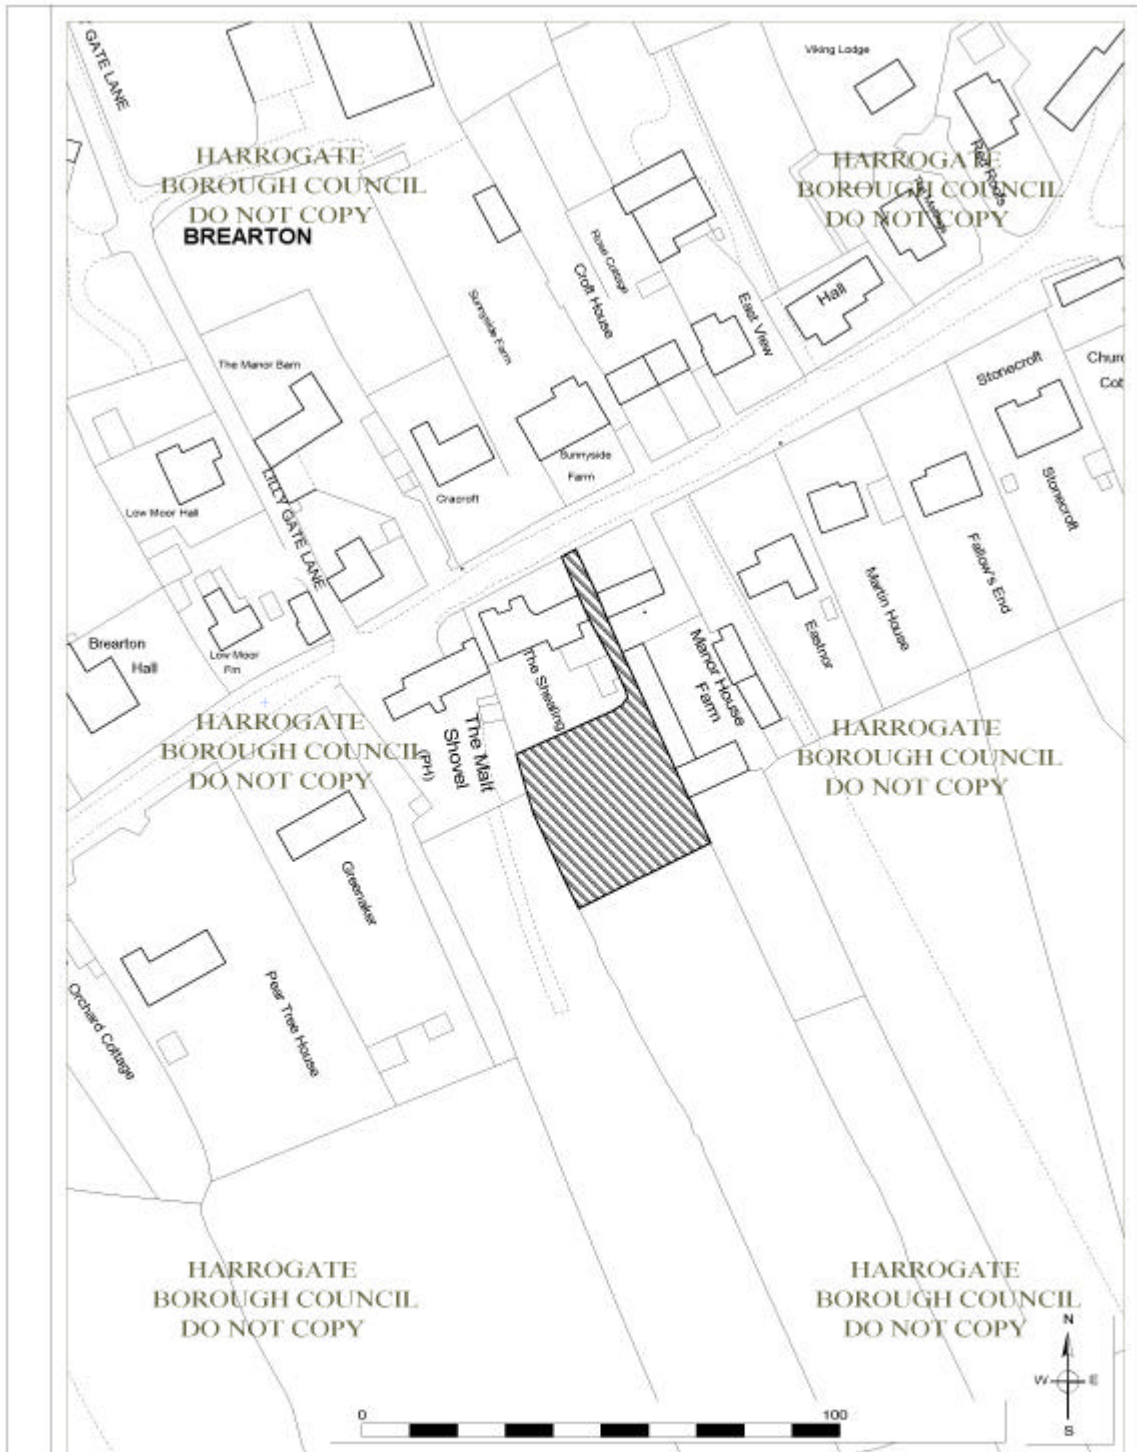 GATE LANE
Viking Lodge
HARROGATE
BOROUGH COUNCIL
DO NOT COPY
HARROGATE
BOROUGH COUNCIL
DO NOT COPY
Red Roofs
BREARTON
Rose Cottage
Croft House
Sunnyside Farm
East View
Hall
The Manor Barn
Stonecroft
Church
Cot
Sunnyside
Farm
Cracroft
Low Moor Hall
LILLY GATE LANE
Stonecroft
Fallow's End
Martin House
Eastnor
Brearton
Hall
Low Moor
Fm
The Shealing
Manor House
Farm
The Malt
Shovel
(PH)
HARROGATE
BOROUGH COUNCIL
DO NOT COPY
HARROGATE
BOROUGH COUNCIL
DO NOT COPY
Greenaker
Pear Tree House
Orchard Cottage
HARROGATE
BOROUGH COUNCIL
DO NOT COPY
HARROGATE
BOROUGH COUNCIL
DO NOT COPY
N
W E
S
0 100